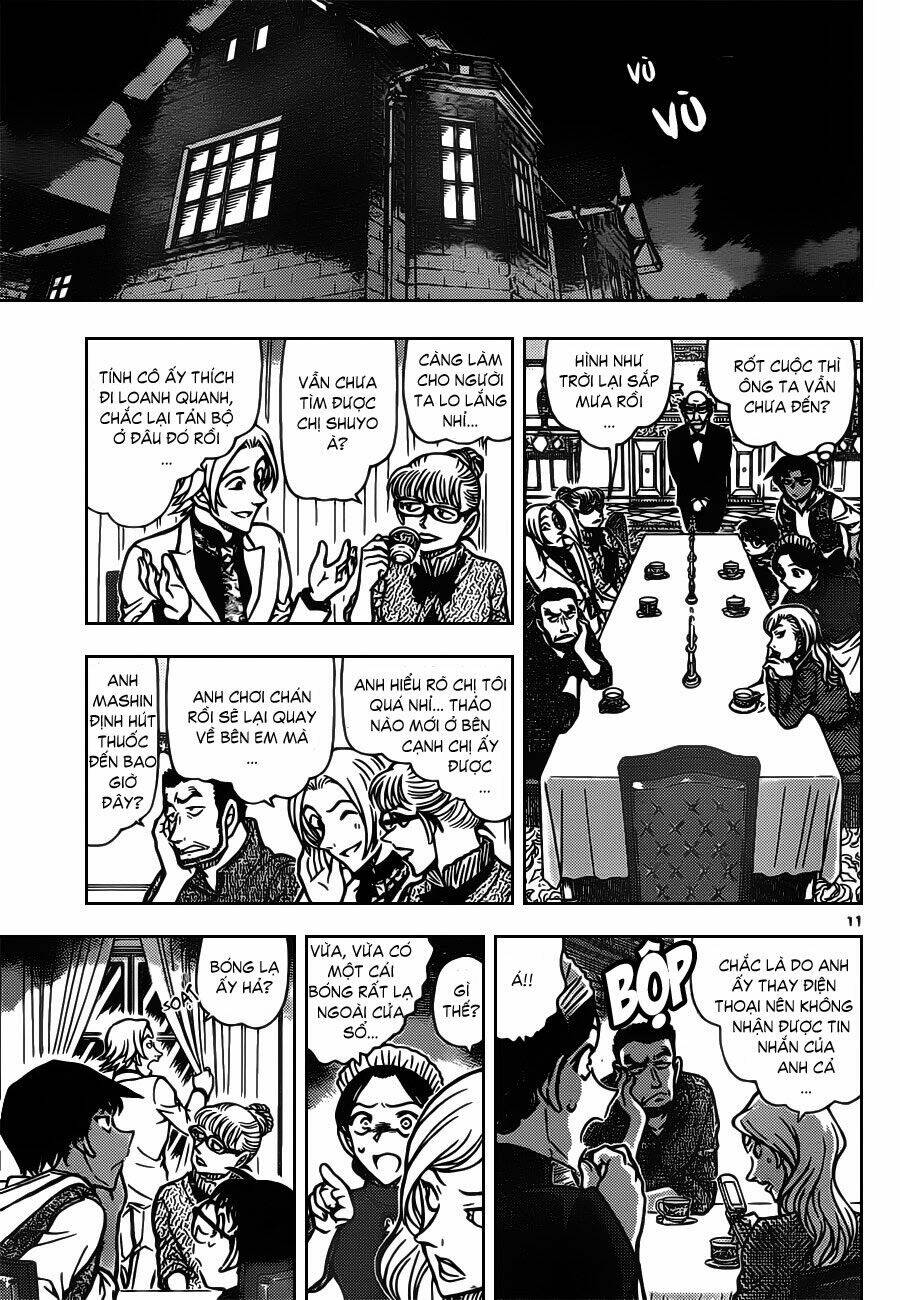 VÙ
VÙ
RỐT CUỘC THÌ
ÔNG TA VẪN
CHƯA ĐẾN?
HÌNH NHƯ
TRỜI LẠI SẮP
MƯA RỒI
...
CÀNG LÀM
CHO NGƯỜI
TA LO LẮNG
NHỈ...
VẪN CHƯA
TÌM ĐƯỢC
CHỊ SHUYO
À?
TÍNH CÔ ẤY THÍCH
ĐI LOANH QUANH,
CHẮC LẠI TẢN BỘ
Ở ĐÂU ĐÓ RỒI
...
ANH HIỂU RÕ CHỊ TÔI
QUÁ NHỈ... THẢO
NÀO MỚI Ở BÊN
CẠNH CHỊ ẤY
ĐƯỢC
...
ANH CHƠI CHÁN
RỒI SẼ LẠI QUAY
VỀ BÊN EM MÀ
...
ANH
MASHIN
ĐỊNH HÚT
THUỐC
ĐẾN BAO
GIỜ
ĐÂY?
11
CHẮC LÀ DO ANH
ẤY THAY ĐIỆN
THOẠI NÊN KHÔNG
NHẬN ĐƯỢC TIN
NHẮN CỦA
ANH CẢ
...
BỘP
Á!!
GÌ
THẾ?
VỪA, VỪA CÓ
MỘT CÁI
BÓNG RẤT LẠ
NGOÀI CỬA
SỔ...
BÓNG LẠ
ẤY HẢ?
SOẠT